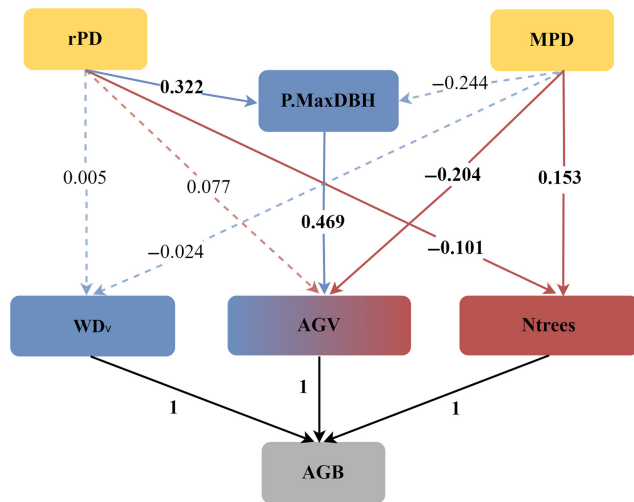 rPD
MPD
0.322
−0.244
P.MaxDBH
0.005
0.077
−0.204
0.153
0.469
−0.024
−0.101
WDv
AGV
Ntrees
1
1
1
AGB